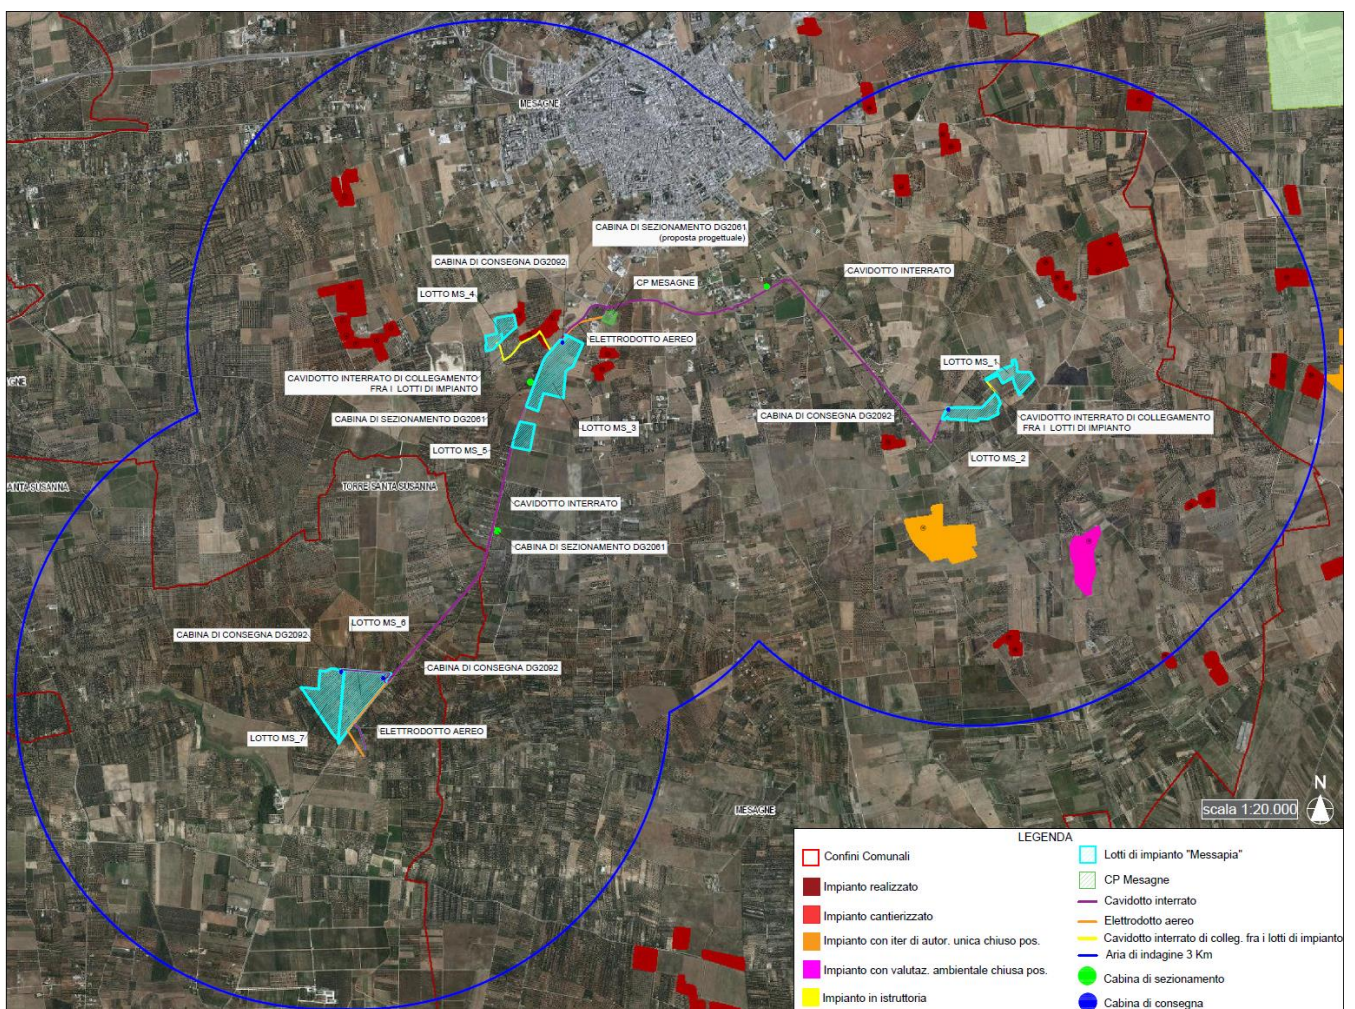 MESAGNE
CABINA DI SEZIONAMENTO DG2061
(proposta progettuale)
CABINA DI CONSEGNA DG2092
CAVIDOTTO INTERRATO
CP MESAGNE
LOTTO MS_4
ELETTRODOTTO AEREO
LOTTO MS_1
CAVIDOTTO INTERRATO DI COLLEGAMENTO
FRA I LOTTI DI IMPIANTO
AGNE
CABINA DI CONSEGNA DG2092
CAVIDOTTO INTERRATO DI COLLEGAMENTO
FRA I LOTTI DI IMPIANTO
CABINA DI SEZIONAMENTO DG2061
LOTTO MS_3
LOTTO MS_5
LOTTO MS_2
ANTA SUSANNA
TORRE SANTA SUSANNA
CAVIDOTTO INTERRATO
CABINA DI SEZIONAMENTO DG2061
LOTTO MS_6
CABINA DI CONSEGNA DG2092
CABINA DI CONSEGNA DG2092
ELETTRODOTTO AEREO
LOTTO MS_7
MESAGNE
N
scala 1:20.000
LEGENDA
Confini Comunali
Impianto realizzato
Impianto cantierizzato
Impianto con iter di autor. unica chiuso pos.
Impianto con valutaz. ambientale chiusa pos.
Impianto in istruttoria
Lotti di impianto "Messapia"
CP Mesagne
Cavidotto interrato
Elettrodotto aereo
Cavidotto interrato di colleg. fra i lotti di impianto
Aria di indagine 3 Km
Cabina di sezionamento
Cabina di consegna